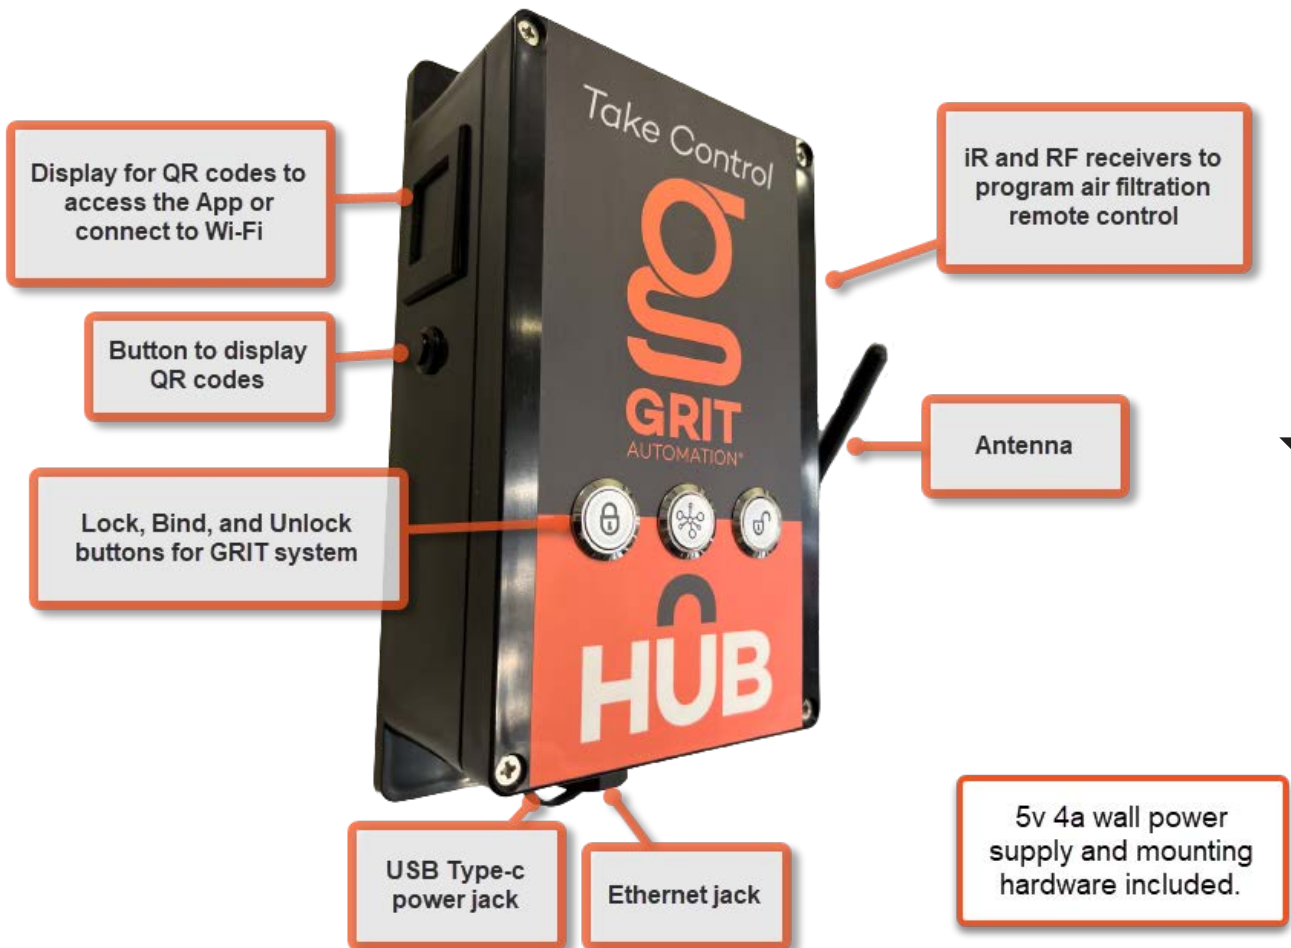 Take Control
GRIT
AUTOMATION®
HUB
Display for QR codes to
access the App or
connect to Wi-Fi
Button to display
QR codes
Lock, Bind, and Unlock
buttons for GRIT system
iR and RF receivers to
program air filtration
remote control
Antenna
USB Type-c
power jack
Ethernet jack
5v 4a wall power
supply and mounting
hardware included.